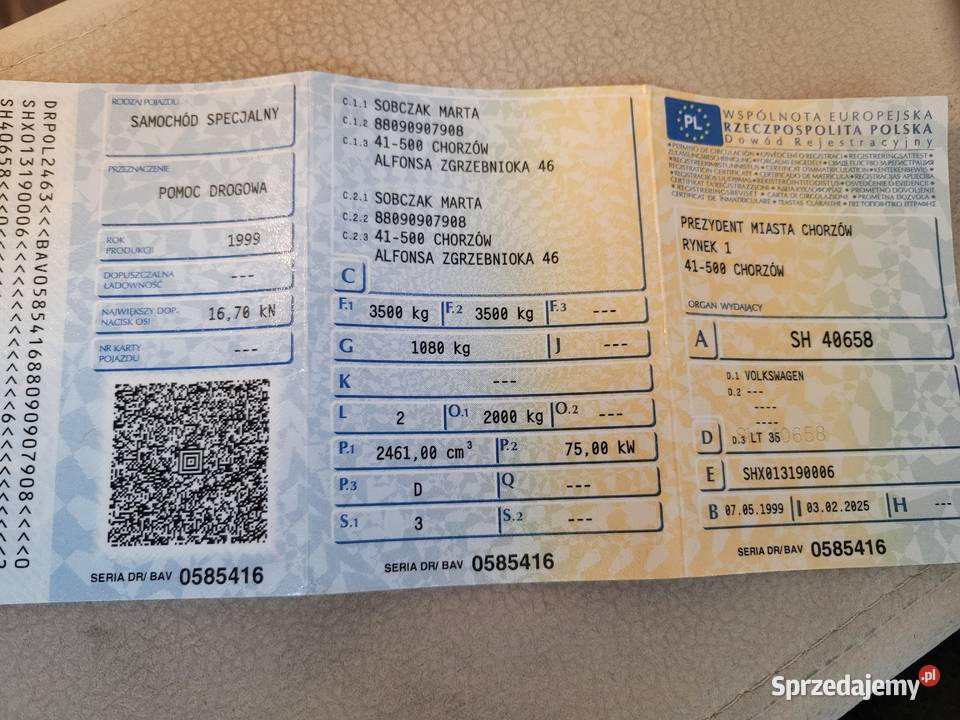 DRPOL2463<<BAV05854168809090 7908<<<0
SHX013190006<
SH40658<
RODZAJ POJAZDU
SAMOCHÓD SPECJALNY
PRZEZNACZENIE
POMOC DROGOWA
ROK PRODUKCJI 1999
DOPUSZCZALNA ŁADOWNOŚĆ ---
NAJWIĘKSZY DOP. NACISK OSI 16,70 kN
NR KARTY POJAZDU ---
SERIA DR/ BAV 0585416
C.1.1 SOBCZAK MARTA
C.1.2 88090907908
C.1.3 41-500 CHORZÓW
ALFONSA ZGRZEBNIOKA 46
C.2.1 SOBCZAK MARTA
C.2.2 88090907908
C.2.3 41-500 CHORZÓW
ALFONSA ZGRZEBNIOKA 46
C
F.1 3500 kg F.2 3500 kg F.3 ---
G 1080 kg J ---
K ---
L 2 O.1 2000 kg O.2 ---
P.1 2461,00 cm³ P.2 75,00 kW
P.3 D Q ---
S.1 3 S.2 ---
SERIA DR/ BAV 0585416
PL
WSPÓLNOTA EUROPEJSKA
RZECZPOSPOLITA POLSKA
Dowód Rejestracyjny
PREZYDENT MIASTA CHORZÓW
RYNEK 1
41-500 CHORZÓW
ORGAN WYDAJĄCY
A SH 40658
D.1 VOLKSWAGEN
D.2 ---
----
----
D D.3 LT 35
E SHX013190006
B 07.05.1999 I 03.02.2025 H ---
SERIA DR/ BAV 0585416
Sprzedajemy.pl